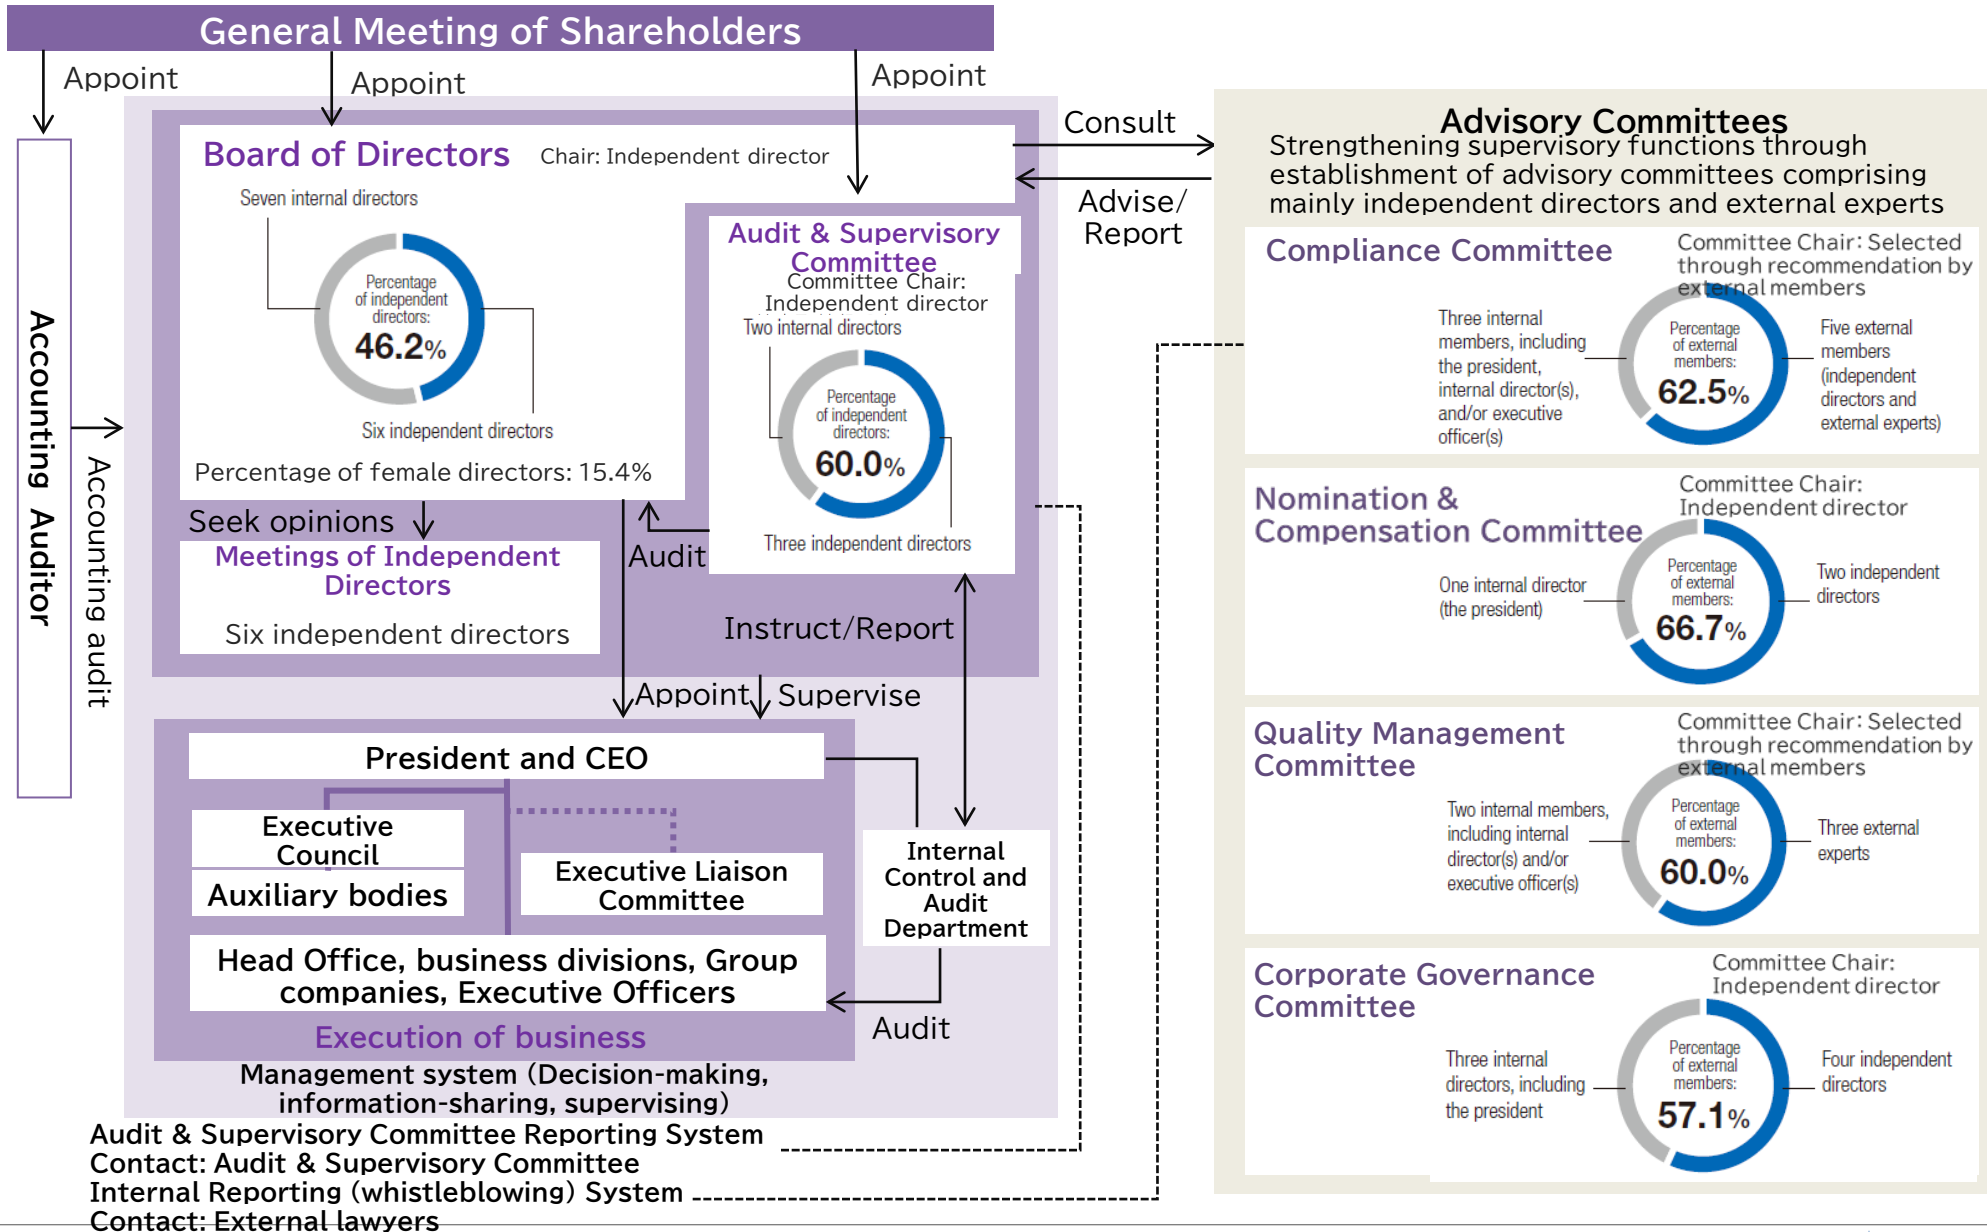 General Meeting of Shareholders
Appoint
Appoint
Appoint
Accounting Auditor
Accounting audit
Board of Directors
Chair: Independent director
Seven internal directors
Percentage
of independent
directors:
46.2%
Six independent directors
Percentage of female directors: 15.4%
Audit & Supervisory
Committee
Committee Chair:
Independent director
Two internal directors
Percentage
of independent
directors:
60.0%
Three independent directors
Seek opinions
Audit
Meetings of Independent
Directors
Six independent directors
Instruct/Report
Appoint
Supervise
President and CEO
Executive
Council
Auxiliary bodies
Executive Liaison
Committee
Internal
Control and
Audit
Department
Head Office, business divisions, Group
companies, Executive Officers
Audit
Execution of business
Management system (Decision-making,
information-sharing, supervising)
Audit & Supervisory Committee Reporting System
Contact: Audit & Supervisory Committee
Internal Reporting (whistleblowing) System
Contact: External lawyers
Consult
Advise/
Report
Advisory Committees
Strengthening supervisory functions through
establishment of advisory committees comprising
mainly independent directors and external experts
Compliance Committee
Committee Chair: Selected
through recommendation by
external members
Three internal
members, including
the president,
internal director(s),
and/or executive
officer(s)
Percentage
of external
members:
62.5%
Five external
members
(independent
directors and
external experts)
Nomination &
Compensation Committee
Committee Chair:
Independent director
One internal director
(the president)
Percentage
of external
members:
66.7%
Two independent
directors
Quality Management
Committee
Committee Chair: Selected
through recommendation by
external members
Two internal members,
including internal
director(s) and/or
executive officer(s)
Percentage
of external
members:
60.0%
Three external
experts
Corporate Governance
Committee
Committee Chair:
Independent director
Three internal
directors, including
the president
Percentage
of external
members:
57.1%
Four independent
directors